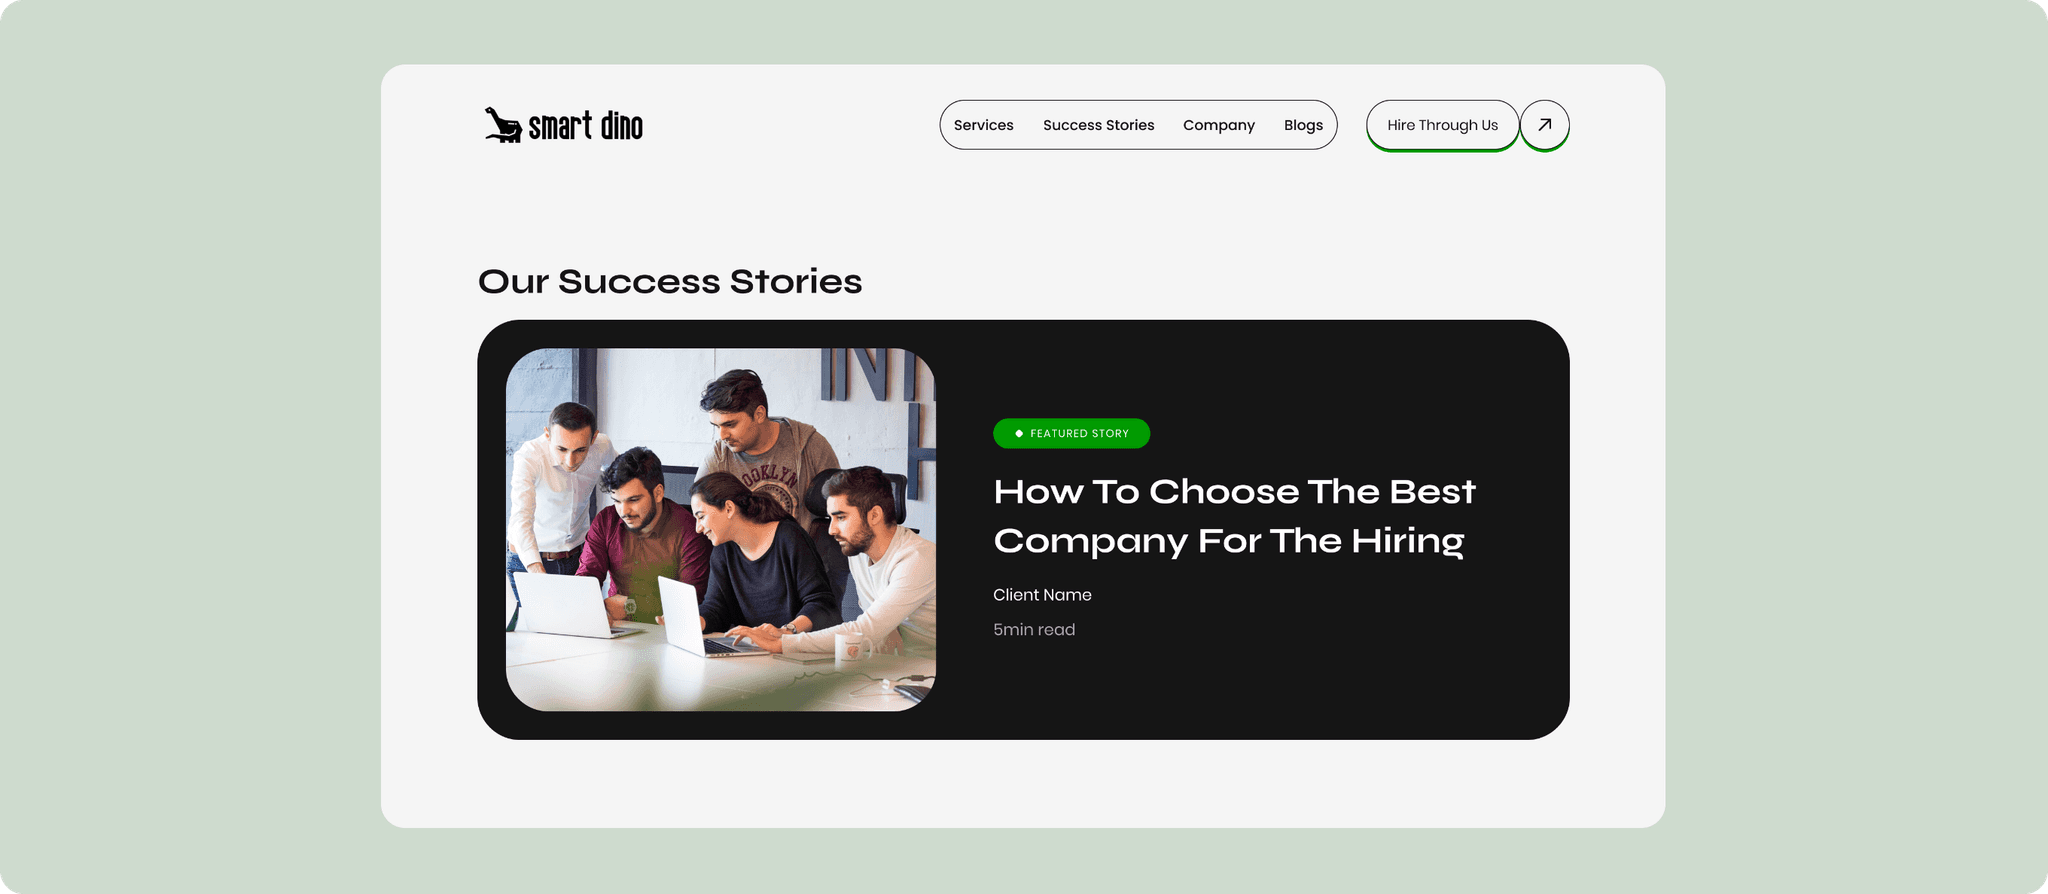 smart dino
Services Success Stories Company Blogs
Hire Through Us
Our Success Stories
FEATURED STORY
How To Choose The Best
Company For The Hiring
Client Name
5min read